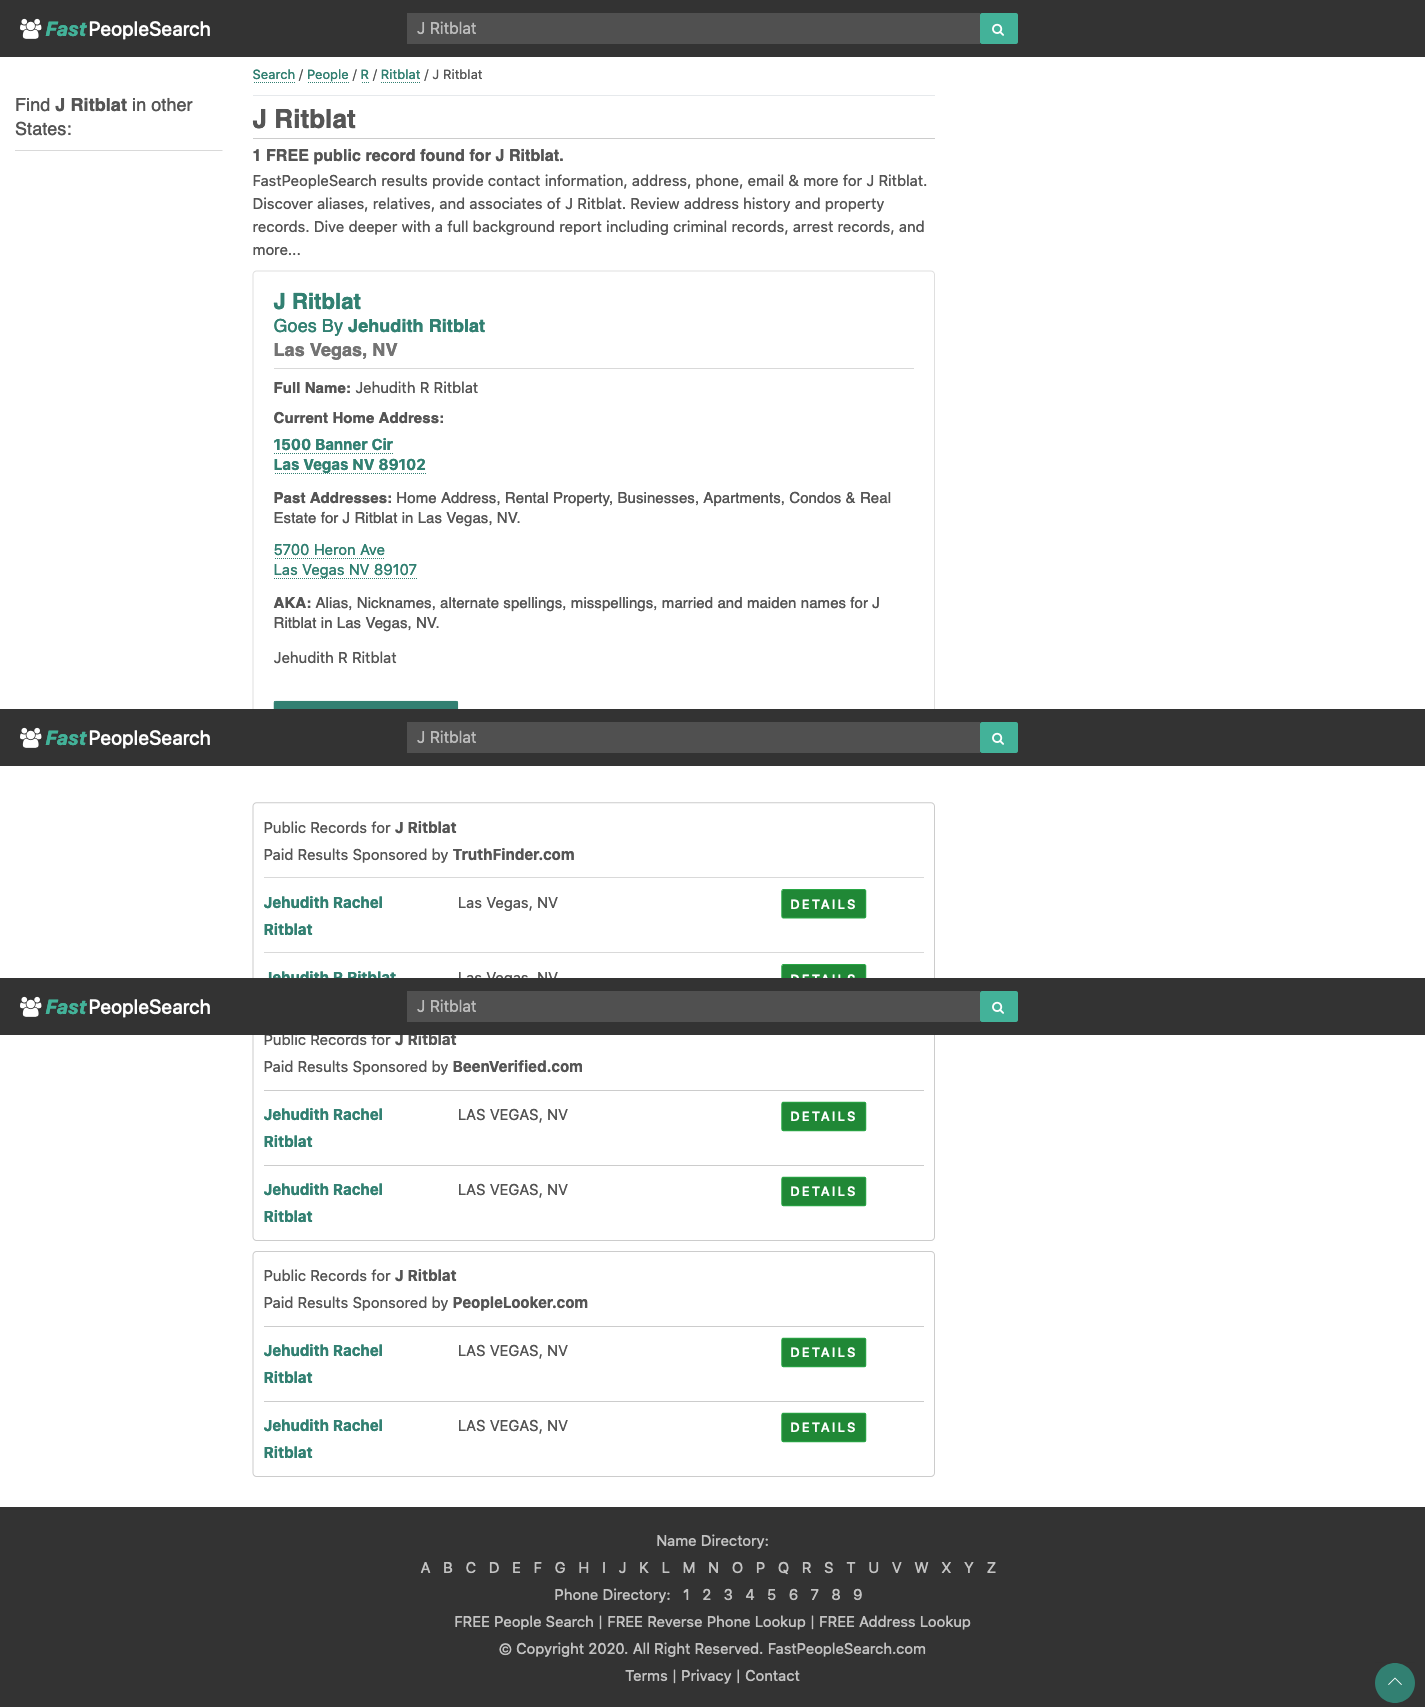 FastPeopleSearch
J Ritblat
Search / People / R / Ritblat / J Ritblat
Find J Ritblat in other
States:
J Ritblat
1 FREE public record found for J Ritblat.
FastPeopleSearch results provide contact information, address, phone, email & more for J Ritblat.
Discover aliases, relatives, and associates of J Ritblat. Review address history and property
records. Dive deeper with a full background report including criminal records, arrest records, and
more...
J Ritblat
Goes By Jehudith Ritblat
Las Vegas, NV
Full Name: Jehudith R Ritblat
Current Home Address:
1500 Banner Cir
Las Vegas NV 89102
Past Addresses: Home Address, Rental Property, Businesses, Apartments, Condos & Real
Estate for J Ritblat in Las Vegas, NV.
5700 Heron Ave
Las Vegas NV 89107
AKA: Alias, Nicknames, alternate spellings, misspellings, married and maiden names for J
Ritblat in Las Vegas, NV.
Jehudith R Ritblat
FastPeopleSearch
J Ritblat
Public Records for J Ritblat
Paid Results Sponsored by TruthFinder.com
Jehudith Rachel
Ritblat
Las Vegas, NV
DETAILS
Jehudith R Ritblat
Las Vegas, NV
DETAILS
FastPeopleSearch
J Ritblat
Public Records for J Ritblat
Paid Results Sponsored by BeenVerified.com
Jehudith Rachel
Ritblat
LAS VEGAS, NV
DETAILS
Jehudith Rachel
Ritblat
LAS VEGAS, NV
DETAILS
Public Records for J Ritblat
Paid Results Sponsored by PeopleLooker.com
Jehudith Rachel
Ritblat
LAS VEGAS, NV
DETAILS
Jehudith Rachel
Ritblat
LAS VEGAS, NV
DETAILS
Name Directory:
A B C D E F G H I J K L M N O P Q R S T U V W X Y Z
Phone Directory: 1 2 3 4 5 6 7 8 9
FREE People Search | FREE Reverse Phone Lookup | FREE Address Lookup
© Copyright 2020. All Right Reserved. FastPeopleSearch.com
Terms | Privacy | Contact